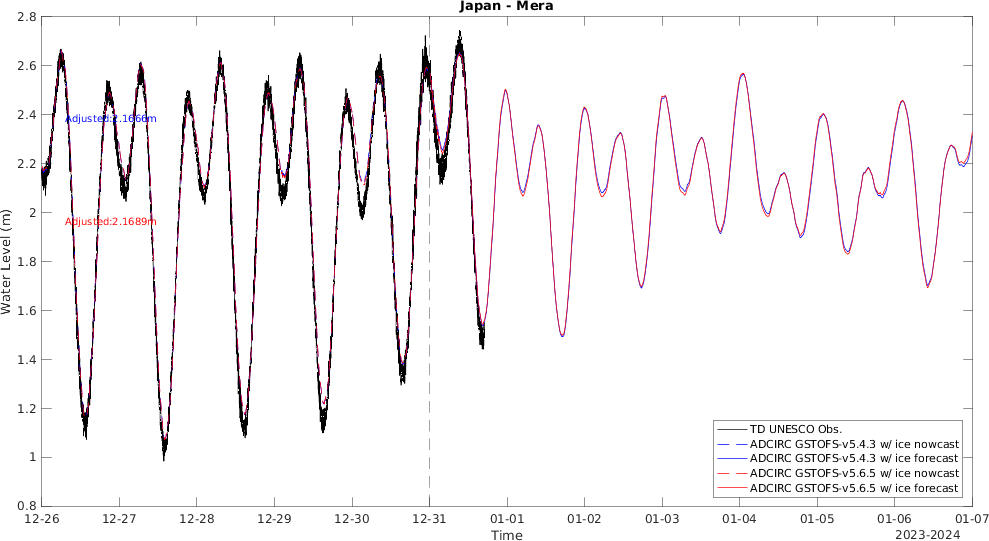 Japan - Mera
2.8
2.6
2.4
2.2
2
1.8
1.6
1.4
1.2
1
0.8
Water Level (m)
Adjusted:2.1666m
Adjusted:2.1689m
TD UNESCO Obs.
ADCIRC GSTOFS-v5.4.3 w/ ice nowcast
ADCIRC GSTOFS-v5.4.3 w/ ice forecast
ADCIRC GSTOFS-v5.6.5 w/ ice nowcast
ADCIRC GSTOFS-v5.6.5 w/ ice forecast
12-26 12-27 12-28 12-29 12-30 12-31 01-01 01-02 01-03 01-04 01-05 01-06 01-07
Time
2023-2024